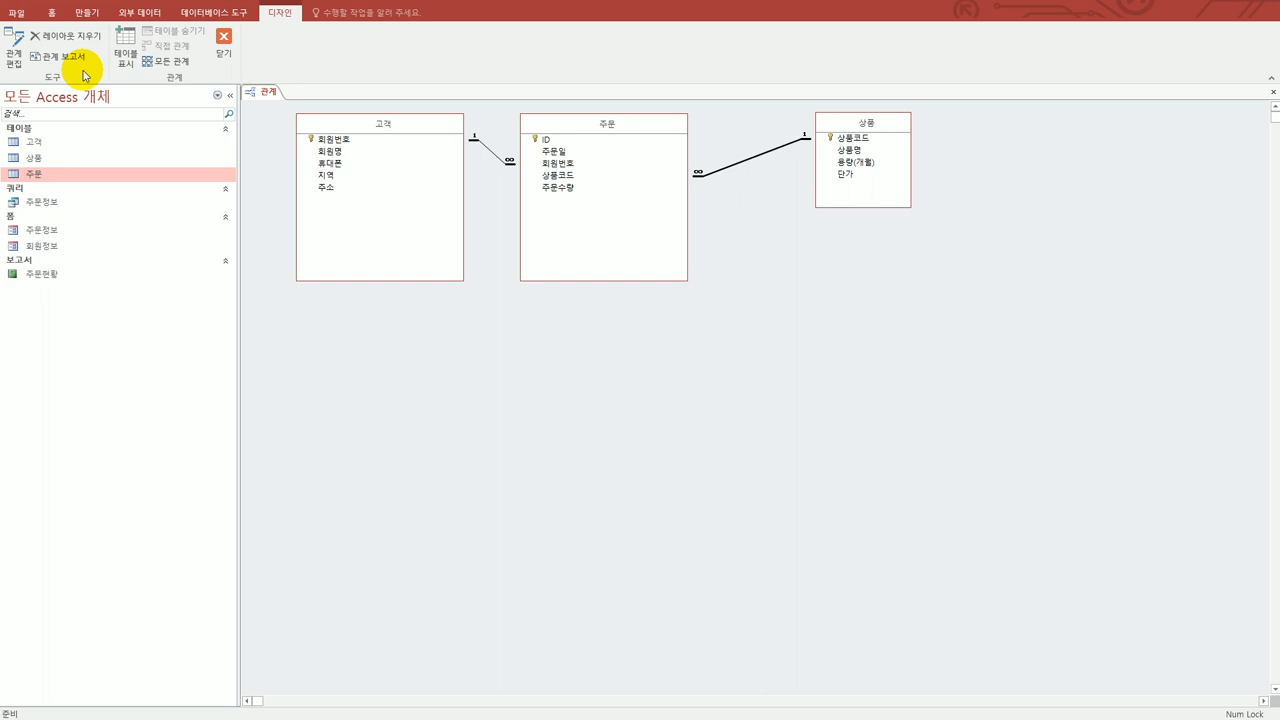 파일 홈 만들기 외부 데이터 데이터베이스 도구 디자인 수행할 작업을 알려 주세요.
관계 편집
레이아웃 지우기
관계 보고서
도구
테이블 표시
테이블 숨기기
직접 관계
모든 관계
관계
닫기
모든 Access 개체
검색...
테이블
고객
상품
주문
쿼리
주문정보
폼
주문정보
회원정보
보고서
주문현황
관계
고객
회원번호
회원명
휴대폰
지역
주소
1
∞
주문
ID
주문일
회원번호
상품코드
주문수량
∞
1
상품
상품코드
상품명
용량(개월)
단가
준비
Num Lock